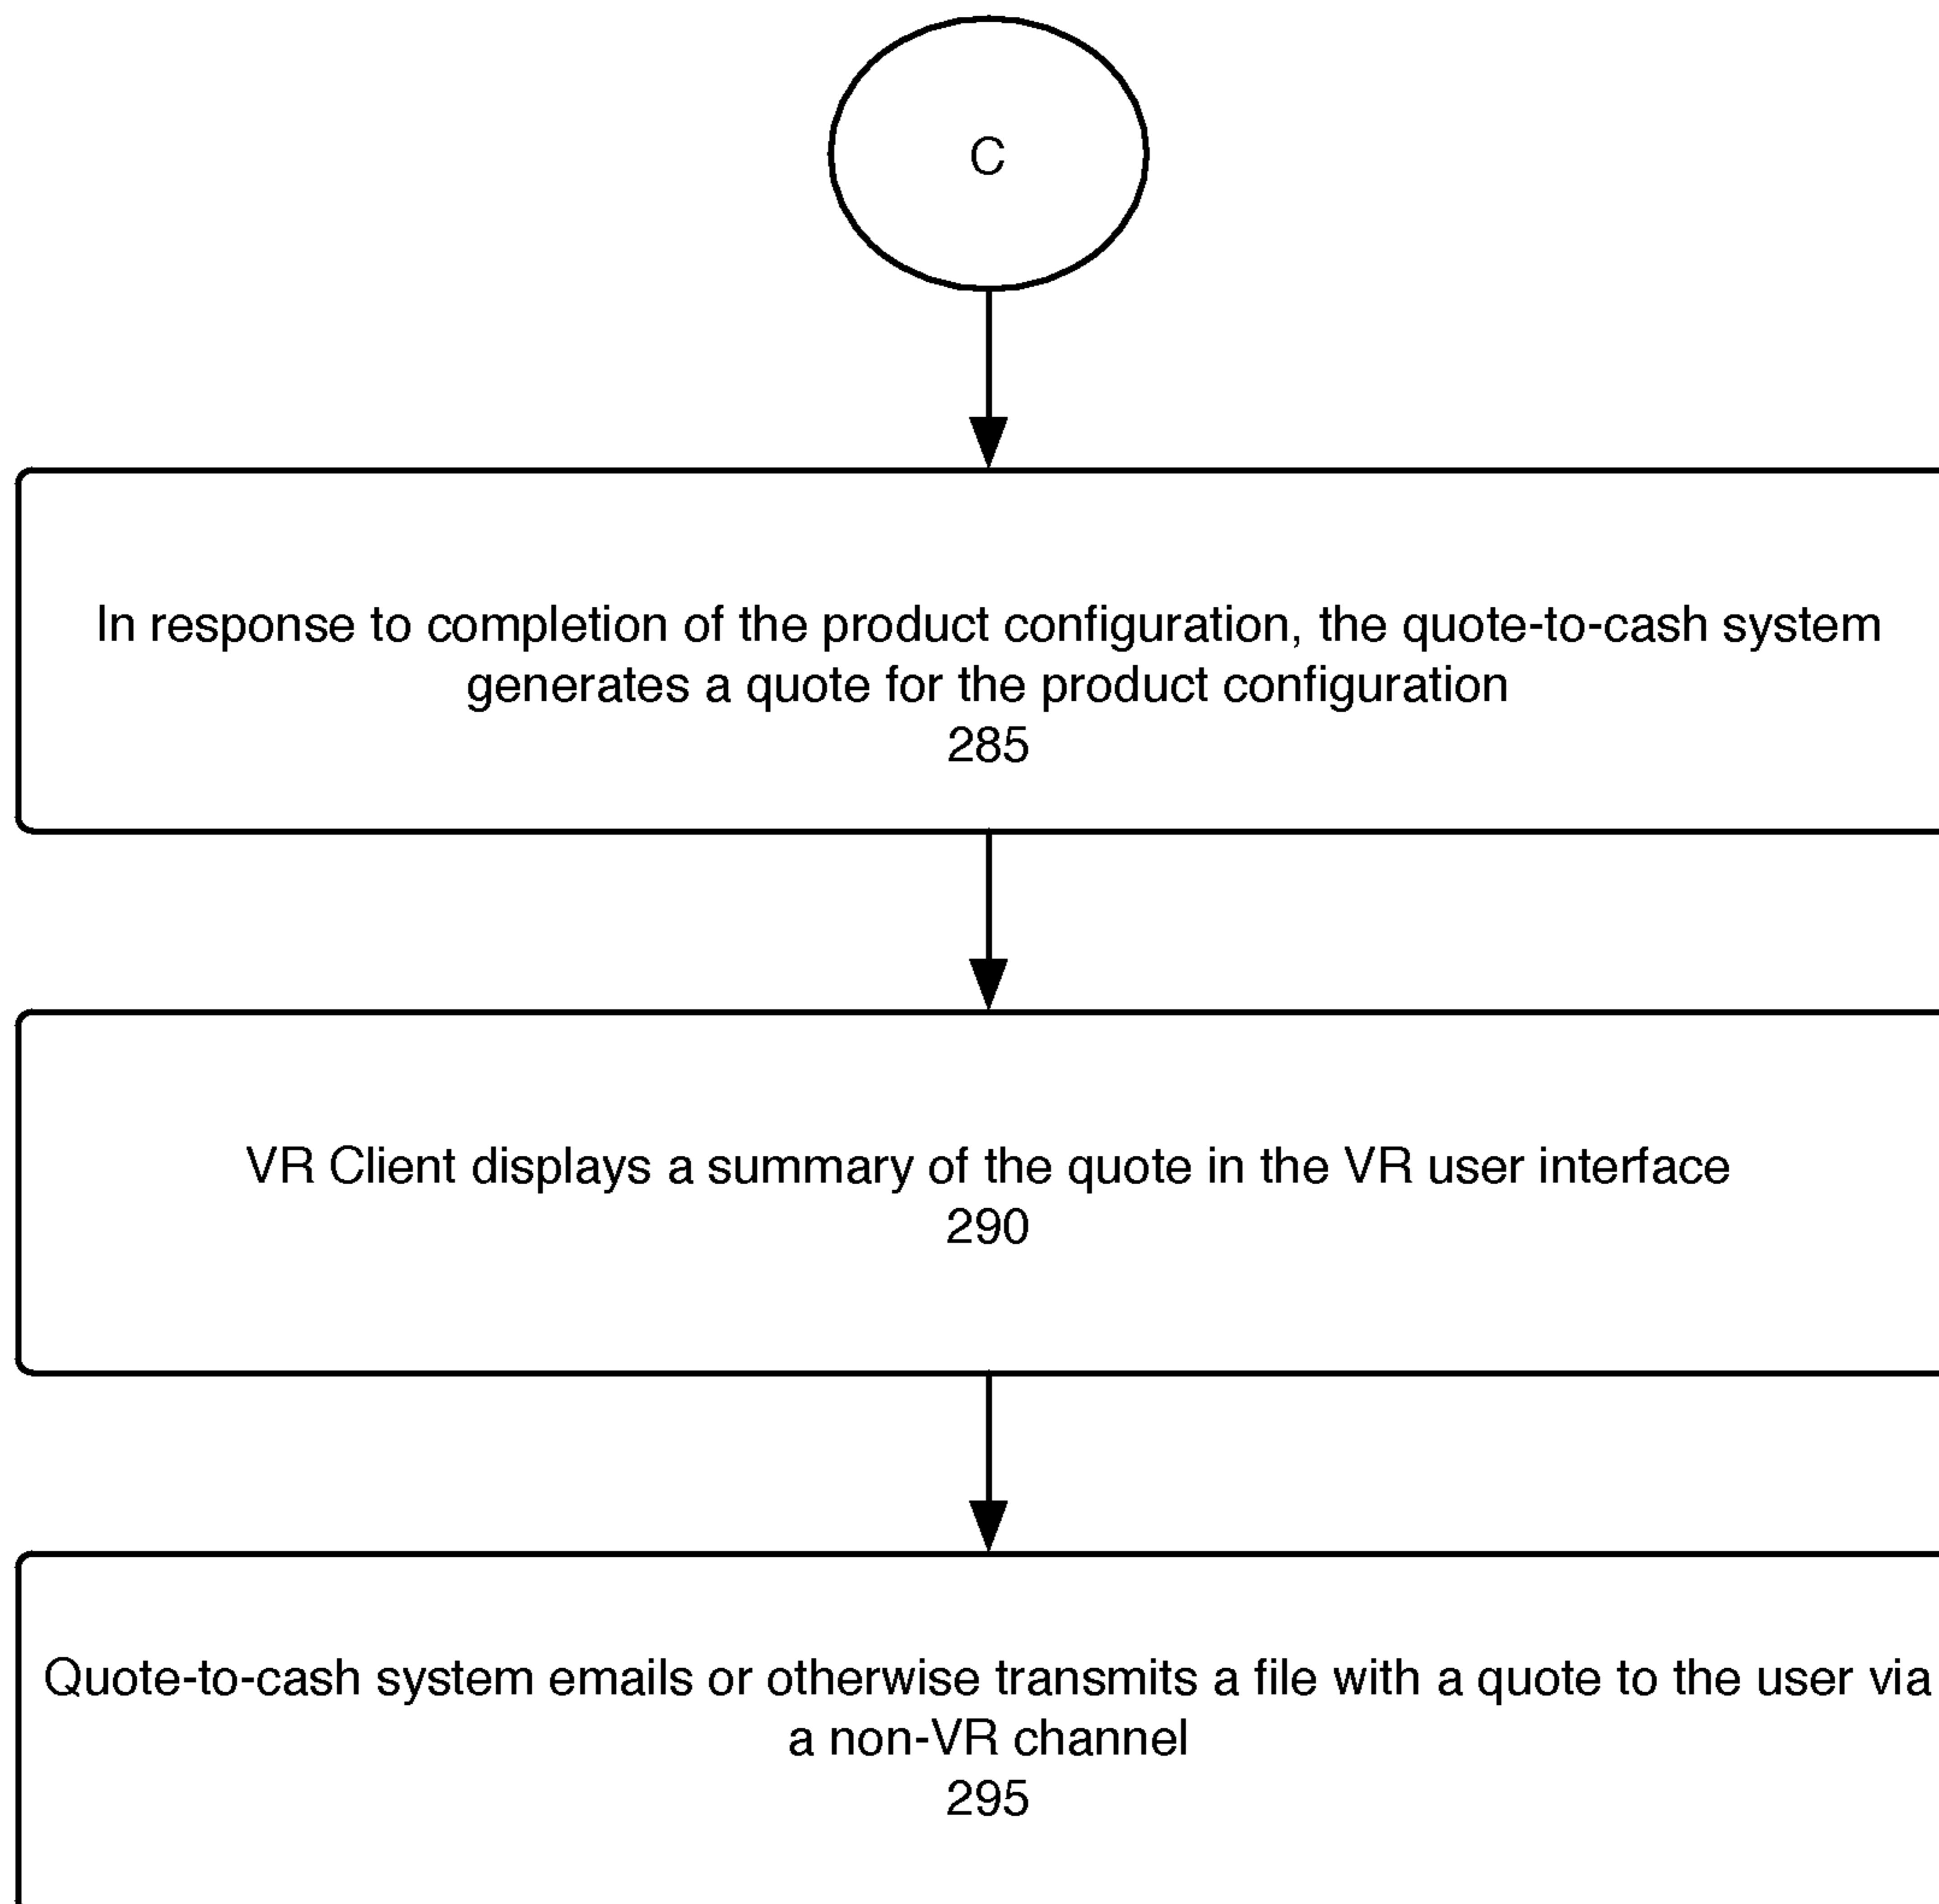 C
In response to completion of the product configuration, the quote-to-cash system
generates a quote for the product configuration
285
VR Client displays a summary of the quote in the VR user interface
290
Quote-to-cash system emails or otherwise transmits a file with a quote to the user via
a non-VR channel
295